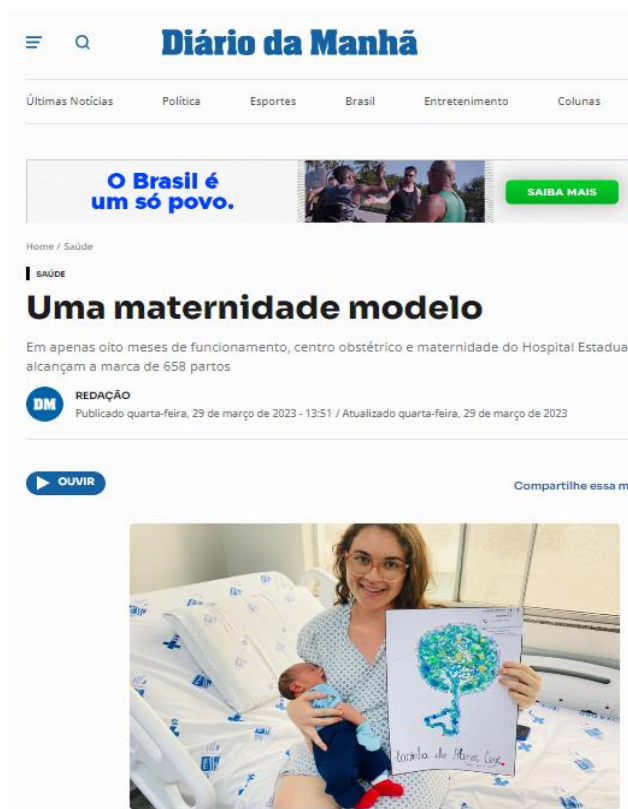 Diário da Manhã
Últimas Notícias Política Esportes Brasil Entretenimento Colunas
O Brasil é
um só povo.
SAIBA MAIS
Home / Saúde
SAÚDE
Uma maternidade modelo
Em apenas oito meses de funcionamento, centro obstétrico e maternidade do Hospital Estadua
alcançam a marca de 658 partos
DM
REDAÇÃO
Publicado quarta-feira, 29 de março de 2023 - 13:51 / Atualizado quarta-feira, 29 de março de 2023
OUVIR
Compartilhe essa m
de